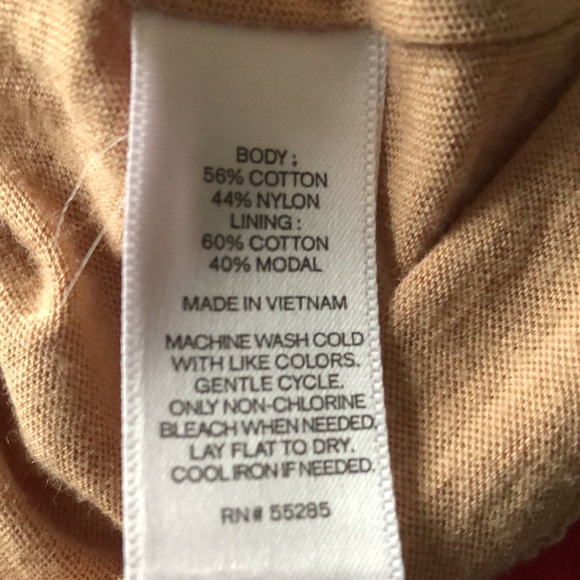 BODY :
56% COTTON
44% NYLON
LINING :
60% COTTON
40% MODAL
MADE IN VIETNAM
MACHINE WASH COLD
WITH LIKE COLORS.
GENTLE CYCLE.
ONLY NON-CHLORINE
BLEACH WHEN NEEDED.
LAY FLAT TO DRY.
COOL IRON IF NEEDED.
RN# 55285